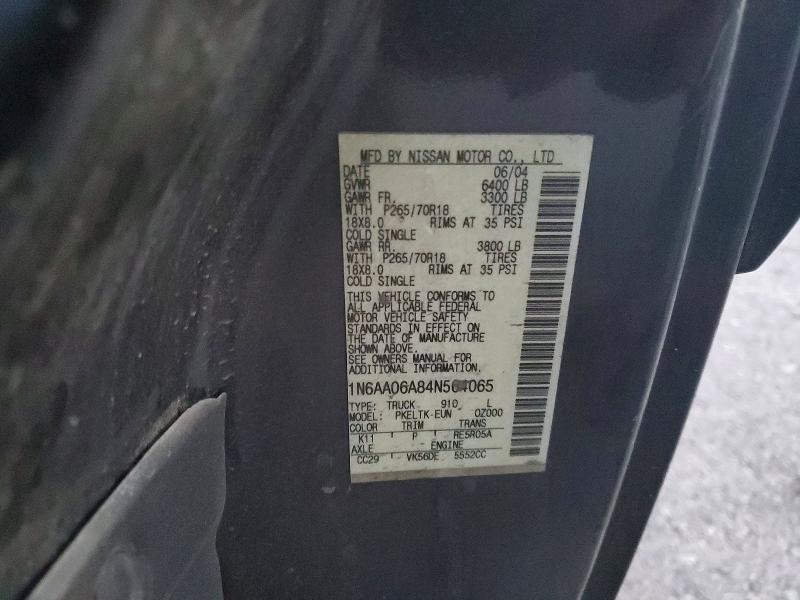 MFD BY NISSAN MOTOR CO., LTD
DATE 06/04
GVWR 6400 LB
GAWR FR. 3300 LB
WITH P265/70R18 TIRES
18X8.0 RIMS AT 35 PSI
COLD SINGLE
GAWR RR. 3800 LB
WITH P265/70R18 TIRES
18X8.0 RIMS AT 35 PSI
COLD SINGLE
THIS VEHICLE CONFORMS TO
ALL APPLICABLE FEDERAL
MOTOR VEHICLE SAFETY
STANDARDS IN EFFECT ON
THE DATE OF MANUFACTURE
SHOWN ABOVE.
SEE OWNERS MANUAL FOR
ADDITIONAL INFORMATION.
1N6AA06A84N564065
TYPE: TRUCK 910 L
MODEL: PKELTK-EUN 0Z000
COLOR TRIM TRANS
K11 P RE5R05A
AXLE ENGINE
CC29 VK56DE 5552CC